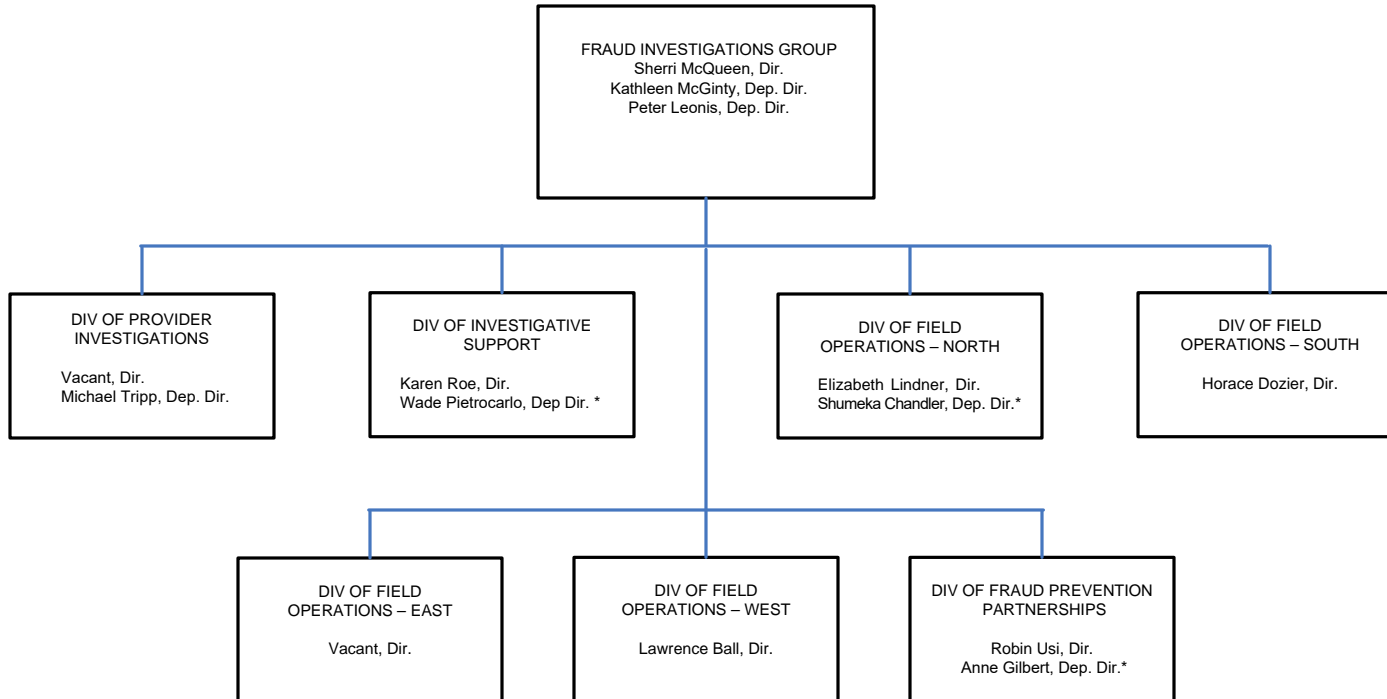 FRAUD INVESTIGATIONS GROUP
Sherri McQueen, Dir.
Kathleen McGinty, Dep. Dir.
Peter Leonis, Dep. Dir.
DIV OF PROVIDER
INVESTIGATIONS
Vacant, Dir.
Michael Tripp, Dep. Dir.
DIV OF INVESTIGATIVE
SUPPORT
Karen Roe, Dir.
Wade Pietrocarlo, Dep Dir. *
DIV OF FIELD
OPERATIONS – NORTH
Elizabeth Lindner, Dir.
Shumeka Chandler, Dep. Dir.*
DIV OF FIELD
OPERATIONS – SOUTH
Horace Dozier, Dir.
DIV OF FIELD
OPERATIONS – EAST
Vacant, Dir.
DIV OF FIELD
OPERATIONS – WEST
Lawrence Ball, Dir.
DIV OF FRAUD PREVENTION
PARTNERSHIPS
Robin Usi, Dir.
Anne Gilbert, Dep. Dir.*